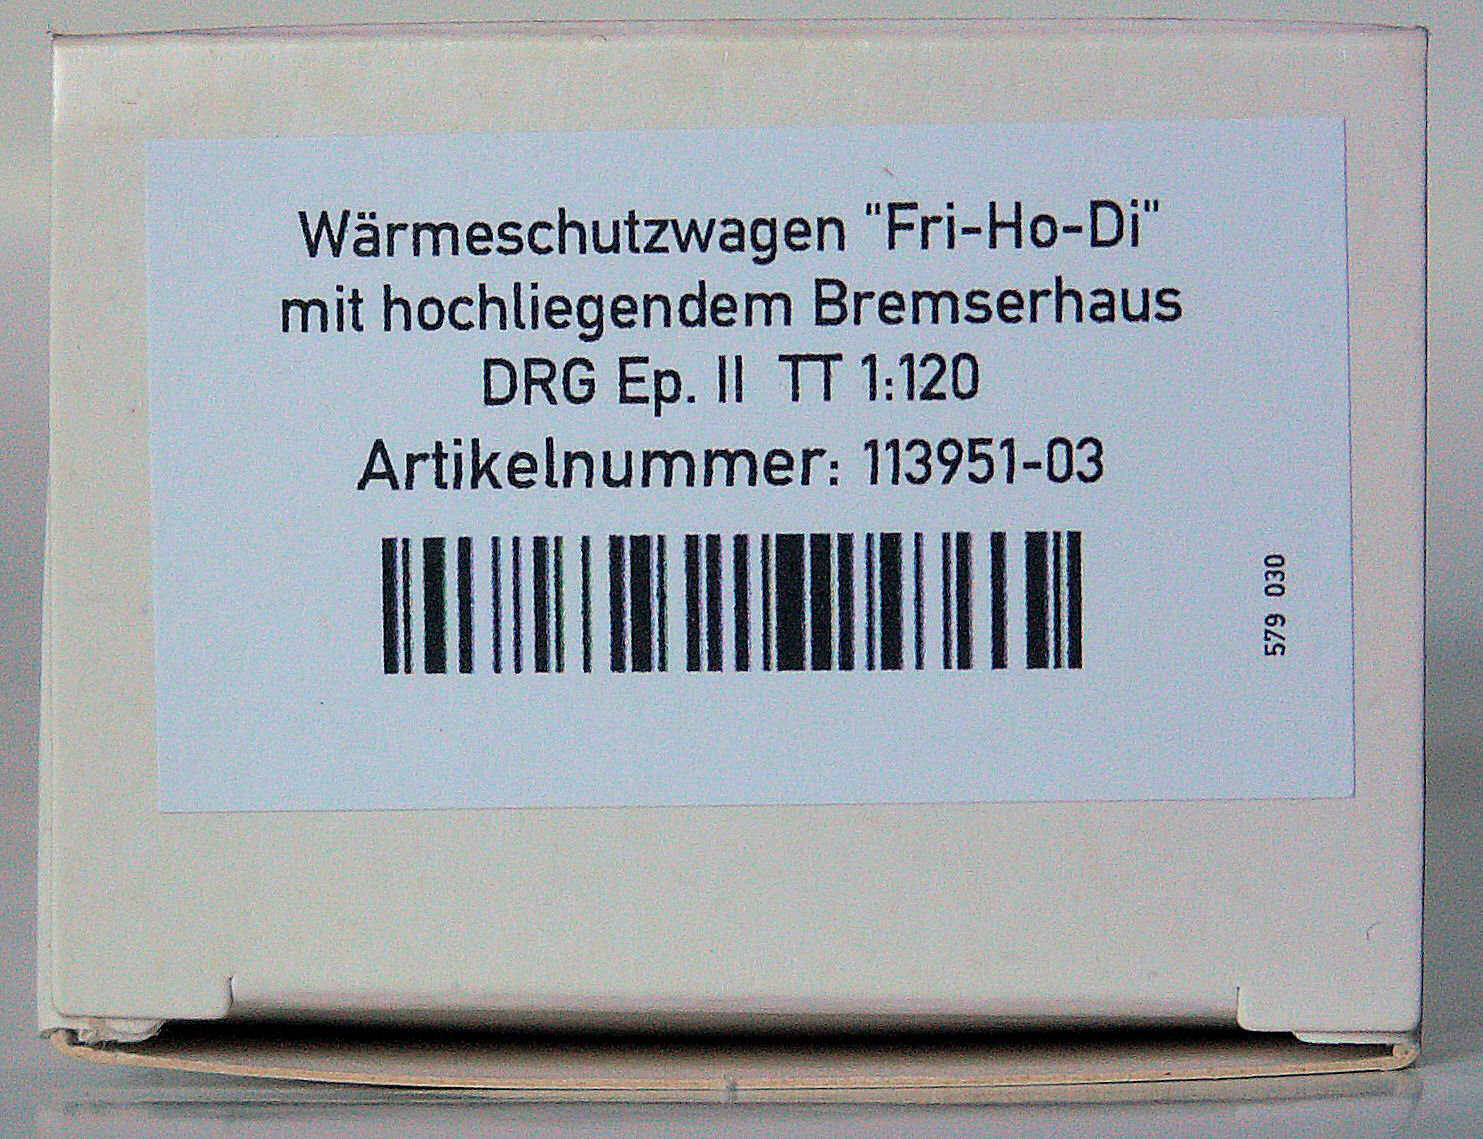 Wärmeschutzwagen "Fri-Ho-Di"
mit hochliegendem Bremserhaus
DRG Ep. II TT 1:120
Artikelnummer: 113951-03
579 030